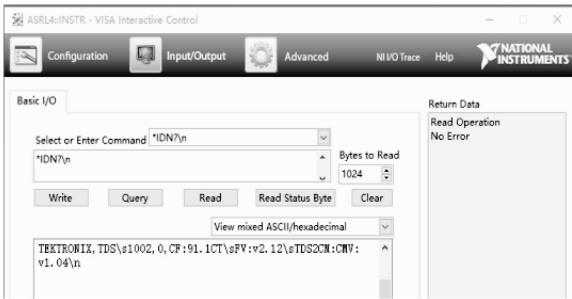 ASRL4::INSTR - VISA Interactive Control
Configuration
Input/Output
Advanced
NI I/O Trace
Help
NATIONAL
INSTRUMENTS
Basic I/O
Return Data
Read Operation
No Error
Select or Enter Command
*IDN?\n
*IDN?\n
Bytes to Read
1024
Write
Query
Read
Read Status Byte
Clear
View mixed ASCII/hexadecimal
TEKTRONIX,TDS\s1002,0,CF:91.1CT\sFV:v2.12\sTDS2CM:CMV:
v1.04\n